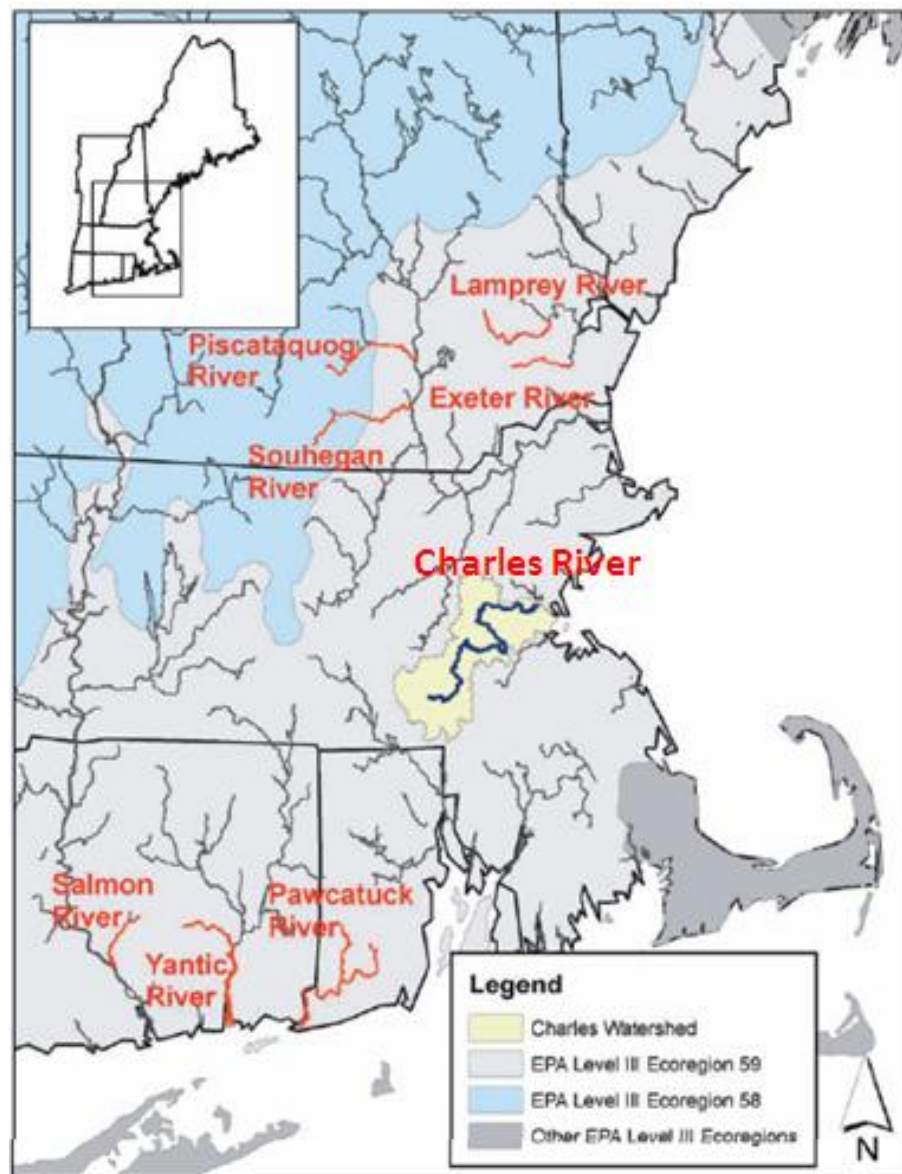 Lamprey River
Piscataquog
River
Exeter River
Souhegan
River
Charles River
Salmon
River
Pawcatuck
River
Yantic
River
Legend
Charles Watershed
EPA Level III Ecoregion 59
EPA Level III Ecoregion 58
Other EPA Level III Ecoregions
N